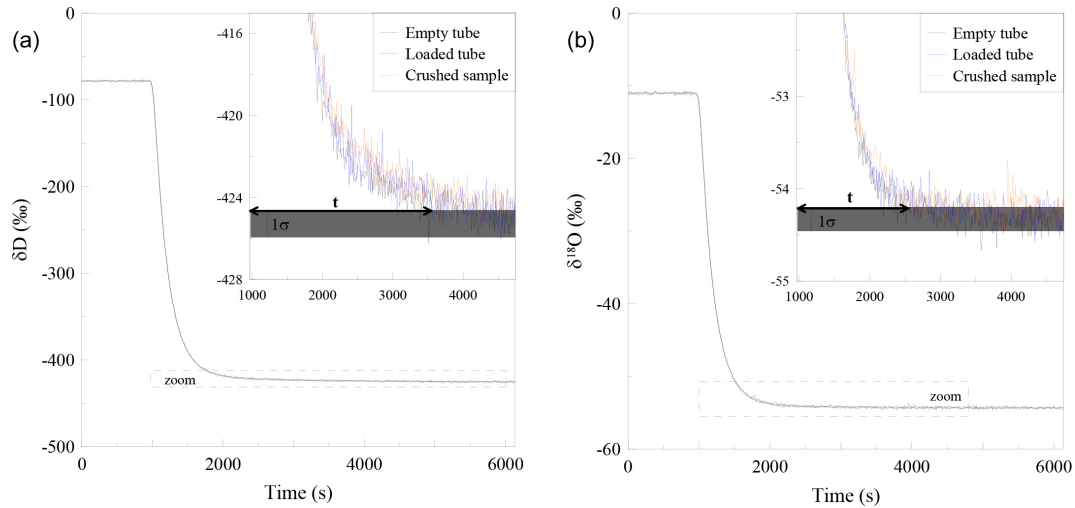 (a)
0
-100
-200
-300
-400
-500
δD (‰)
0
2000
4000
6000
Time (s)
zoom
-416
-420
-424
-428
1000
2000
3000
4000
Empty tube
Loaded tube
Crushed sample
t
1σ
(b)
0
-20
-40
-60
δ¹⁸O (‰)
0
2000
4000
6000
Time (s)
zoom
-53
-54
-55
1000
2000
3000
4000
Empty tube
Loaded tube
Crushed sample
t
1σ